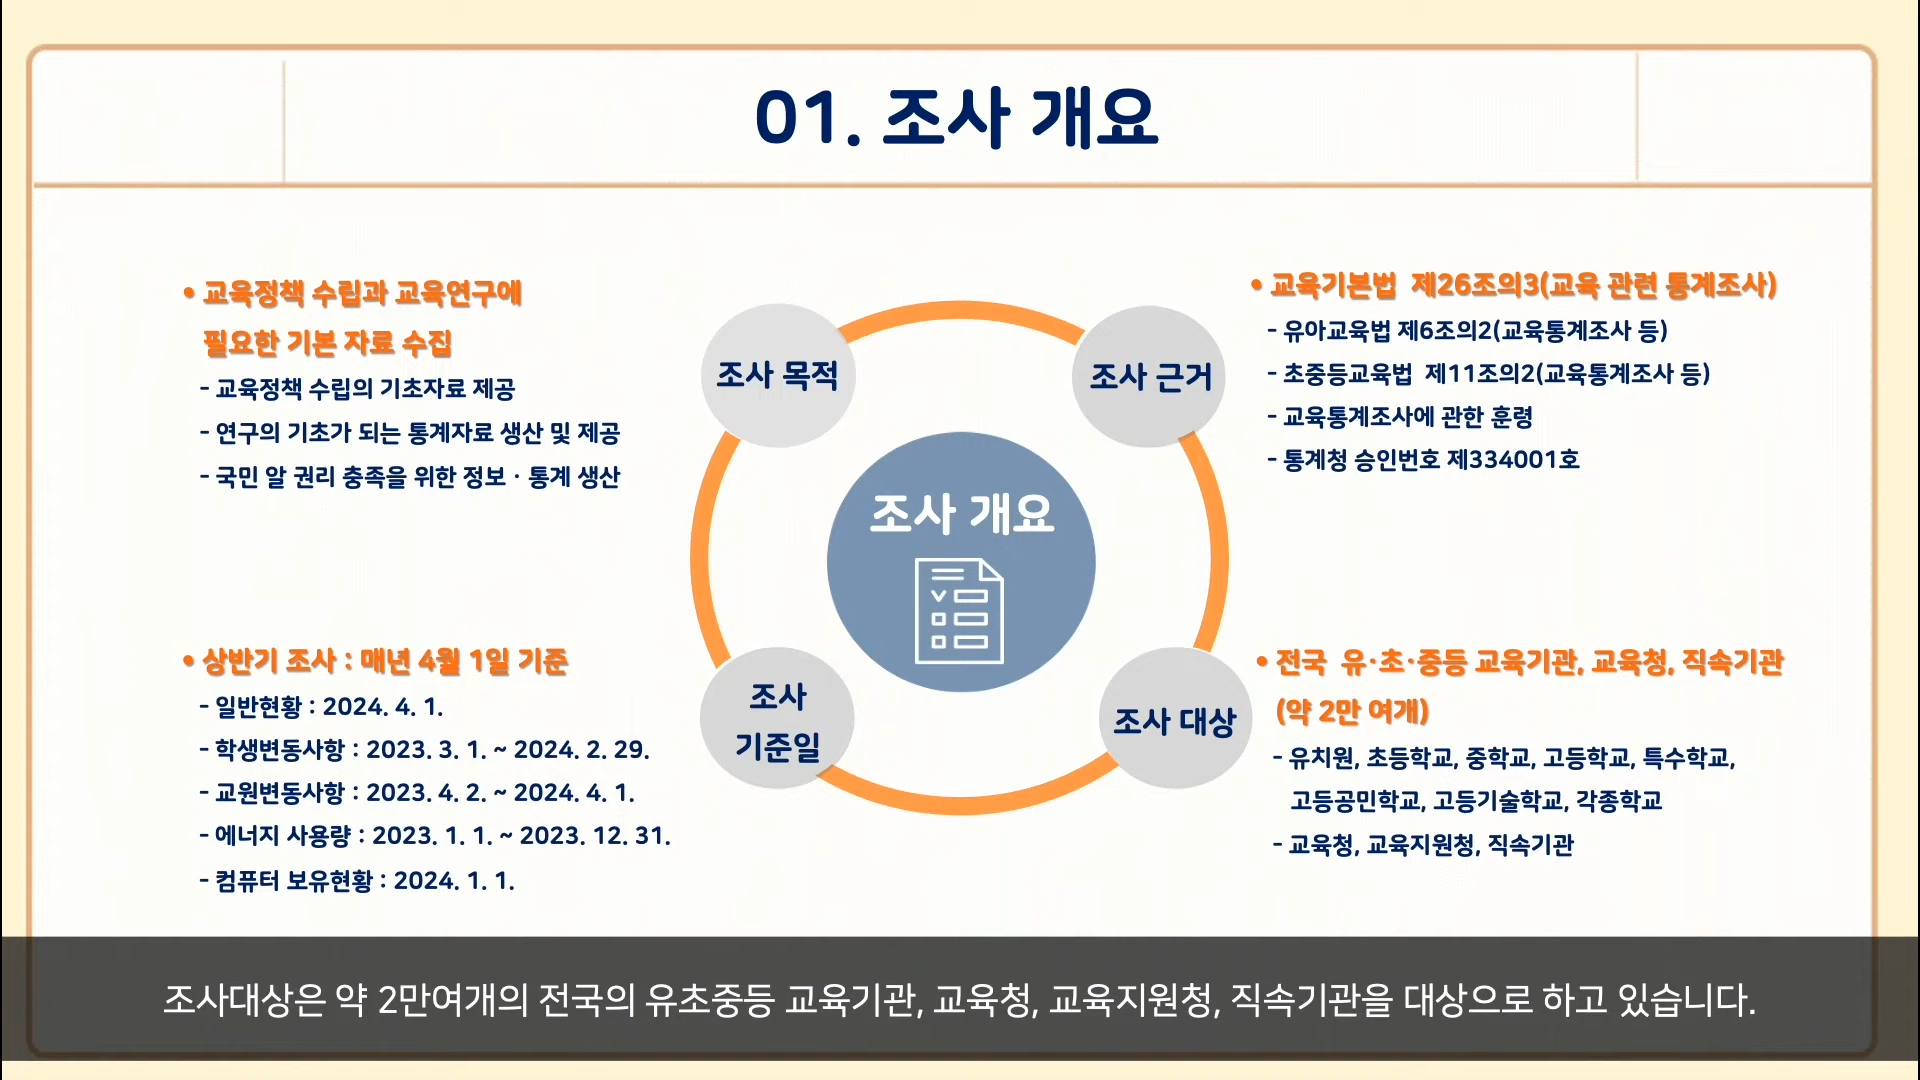 01. 조사 개요
• 교육정책 수립과 교육연구에
필요한 기본 자료 수집
- 교육정책 수립의 기초자료 제공
- 연구의 기초가 되는 통계자료 생산 및 제공
- 국민 알 권리 충족을 위한 정보 · 통계 생산
조사 목적
조사 근거
• 교육기본법 제26조의3(교육 관련 통계조사)
- 유아교육법 제6조의2(교육통계조사 등)
- 초중등교육법 제11조의2(교육통계조사 등)
- 교육통계조사에 관한 훈령
- 통계청 승인번호 제334001호
조사 개요
• 상반기 조사 : 매년 4월 1일 기준
- 일반현황 : 2024. 4. 1.
- 학생변동사항 : 2023. 3. 1. ~ 2024. 2. 29.
- 교원변동사항 : 2023. 4. 2. ~ 2024. 4. 1.
- 에너지 사용량 : 2023. 1. 1. ~ 2023. 12. 31.
- 컴퓨터 보유현황 : 2024. 1. 1.
조사
기준일
조사 대상
• 전국 유·초·중등 교육기관, 교육청, 직속기관
(약 2만 여개)
- 유치원, 초등학교, 중학교, 고등학교, 특수학교,
고등공민학교, 고등기술학교, 각종학교
- 교육청, 교육지원청, 직속기관
조사대상은 약 2만여개의 전국의 유초중등 교육기관, 교육청, 교육지원청, 직속기관을 대상으로 하고 있습니다.